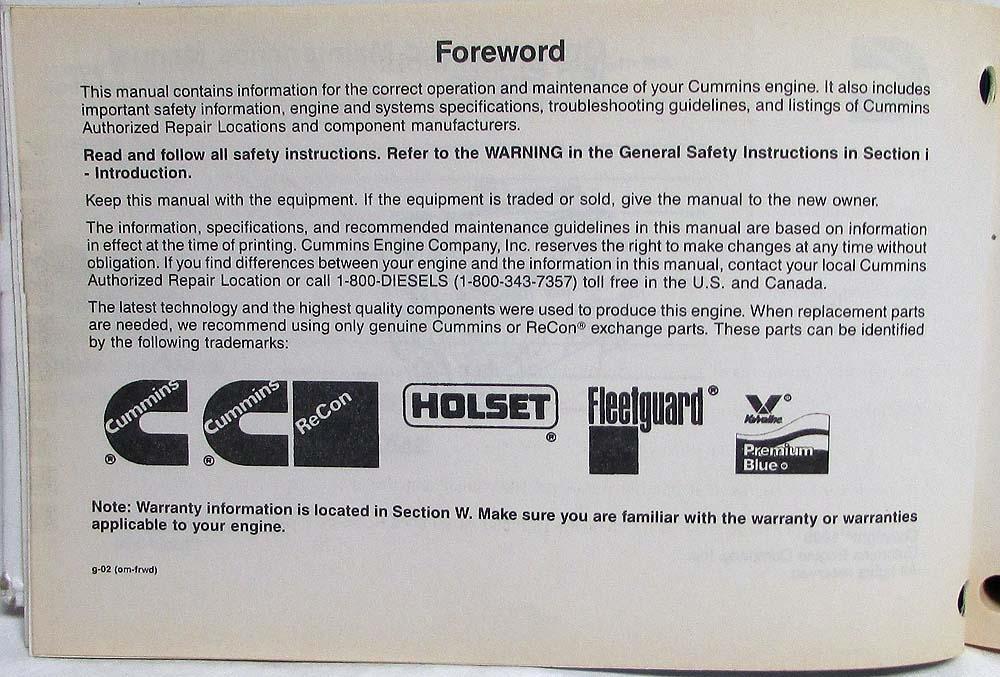 Foreword
This manual contains information for the correct operation and maintenance of your Cummins engine. It also includes
important safety information, engine and systems specifications, troubleshooting guidelines, and listings of Cummins
Authorized Repair Locations and component manufacturers.
Read and follow all safety instructions. Refer to the WARNING in the General Safety Instructions in Section i
- Introduction.
Keep this manual with the equipment. If the equipment is traded or sold, give the manual to the new owner.
The information, specifications, and recommended maintenance guidelines in this manual are based on information
in effect at the time of printing. Cummins Engine Company, Inc. reserves the right to make changes at any time without
obligation. If you find differences between your engine and the information in this manual, contact your local Cummins
Authorized Repair Location or call 1-800-DIESELS (1-800-343-7357) toll free in the U.S. and Canada.
The latest technology and the highest quality components were used to produce this engine. When replacement parts
are needed, we recommend using only genuine Cummins or ReCon® exchange parts. These parts can be identified
by the following trademarks:
Cummins ®
Cummins ReCon ®
HOLSET ®
Fleetguard ®
Valvoline ®
Premium
Blue
Note: Warranty information is located in Section W. Make sure you are familiar with the warranty or warranties
applicable to your engine.
g-02 (om-frwd)